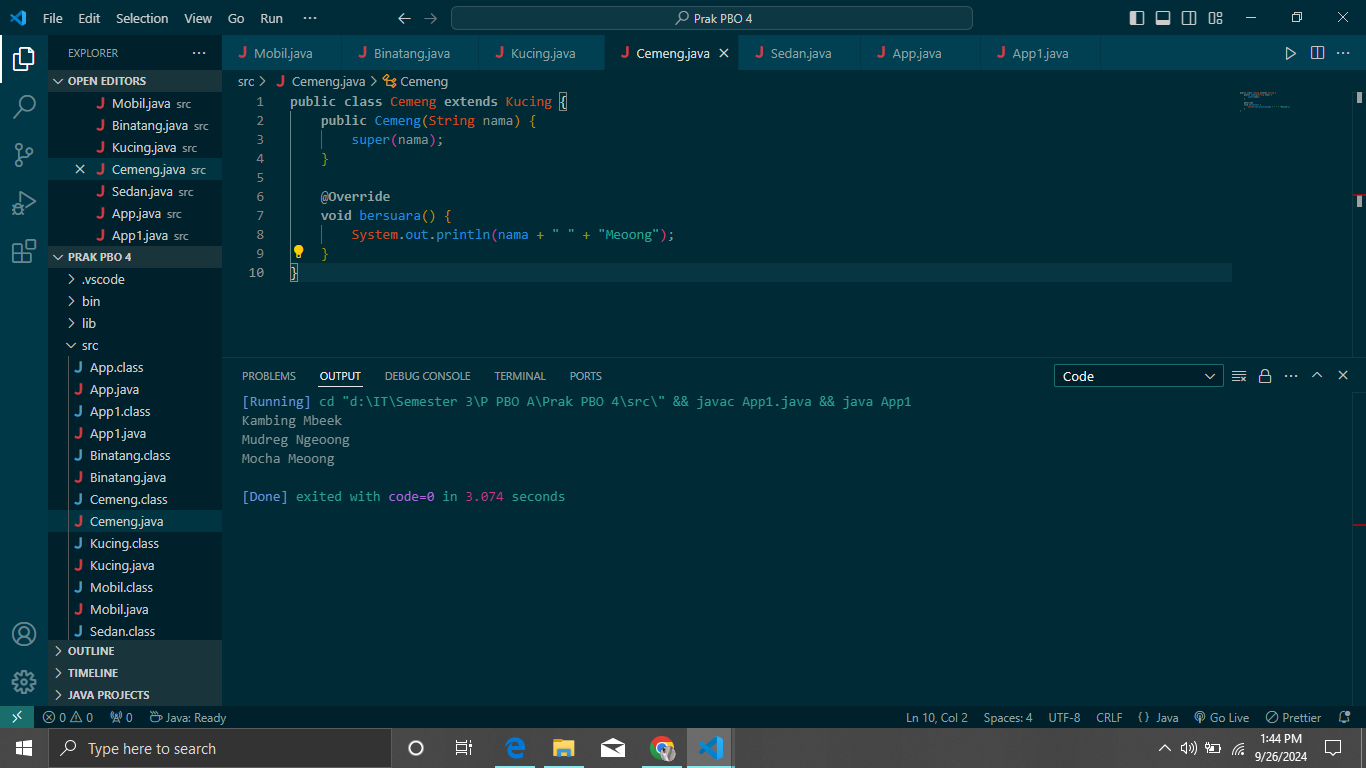 File Edit Selection View Go Run ··· Prak PBO 4
EXPLORER ···
OPEN EDITORS
Mobil.java src
Binatang.java src
Kucing.java src
Cemeng.java src
Sedan.java src
App.java src
App1.java src
PRAK PBO 4
.vscode
bin
lib
src
App.class
App.java
App1.class
App1.java
Binatang.class
Binatang.java
Cemeng.class
Cemeng.java
Kucing.class
Kucing.java
Mobil.class
Mobil.java
Sedan.class
OUTLINE
TIMELINE
JAVA PROJECTS
Mobil.java Binatang.java Kucing.java Cemeng.java Sedan.java App.java App1.java
src > Cemeng.java > Cemeng
1 public class Cemeng extends Kucing {
2 public Cemeng(String nama) {
3 super(nama);
4 }
5
6 @Override
7 void bersuara() {
8 System.out.println(nama + " " + "Meoong");
9 }
10 }
PROBLEMS OUTPUT DEBUG CONSOLE TERMINAL PORTS Code
[Running] cd "d:\IT\Semester 3\P PBO A\Prak PBO 4\src\" && javac App1.java && java App1
Kambing Mbeek
Mudreg Ngeoong
Mocha Meoong
[Done] exited with code=0 in 3.074 seconds
0 0 0 Java: Ready Ln 10, Col 2 Spaces: 4 UTF-8 CRLF {} Java Go Live Prettier
Type here to search
1:44 PM
9/26/2024